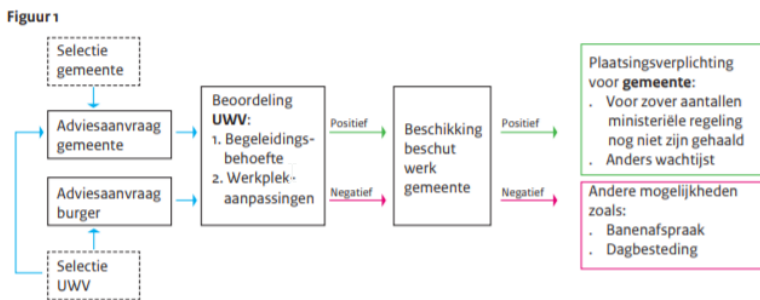 Figuur 1
Selectie
gemeente
Adviesaanvraag
gemeente
Adviesaanvraag
burger
Selectie
UWV
Beoordeling
UWV:
1. Begeleidings-
behoefte
2. Werkplek-
aanpassingen
Positief
Negatief
Beschikking
beschut
werk
gemeente
Positief
Negatief
Plaatsingsverplichting
voor gemeente:
. Voor zover aantallen
ministeriële regeling
nog niet zijn gehaald
. Anders wachtijst
Andere mogelijkheden
zoals:
. Banenafspraak
. Dagbesteding